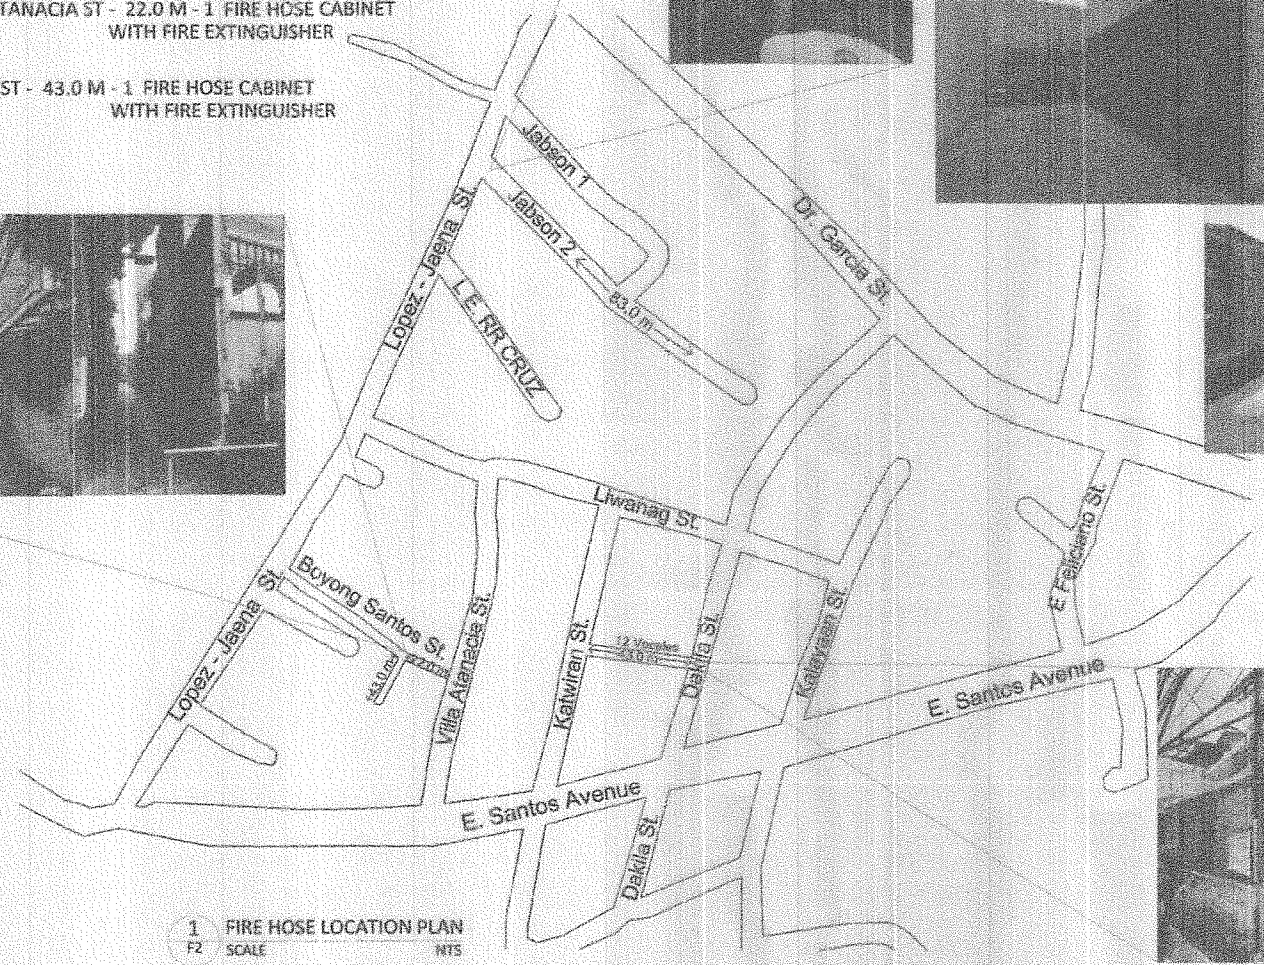 TANACIA ST - 22.0 M - 1 FIRE HOSE CABINET
WITH FIRE EXTINGUISHER
ST - 43.0 M - 1 FIRE HOSE CABINET
WITH FIRE EXTINGUISHER
Jabson 1
Jabson 2
83.0 m
Dr. Garcia St.
Lopez - Jaena St.
L E. RR CRUZ
Liwanag St.
E Feliciano St.
Boyong Santos St.
22.0 m
43.0 m
Lopez - Jaena St.
Villa Atanacia St.
Katwiran St.
Dakila St.
Katayaan St.
E. Santos Avenue
E. Santos Avenue
Dakila St.
1 FIRE HOSE LOCATION PLAN
F2 SCALE NTS